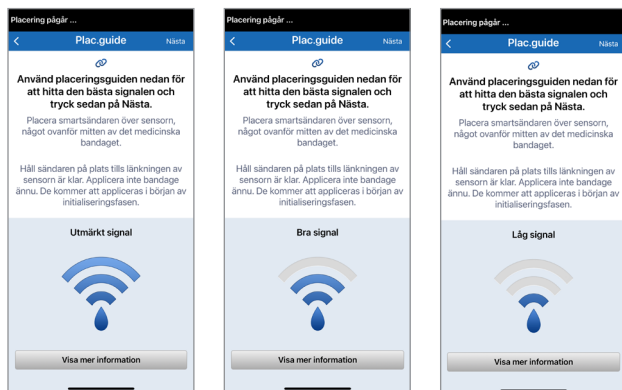 Placering pågår ...
Plac.guide
Nästa
Använd placeringsguiden nedan för
att hitta den bästa signalen och
tryck sedan på Nästa.
Placera smartsändaren över sensorn,
något ovanför mitten av det medicinska
bandaget.
Håll sändaren på plats tills länkningen av
sensorn är klar. Applicera inte bandage
ännu. De kommer att appliceras i början av
initialiseringsfasen.
Utmärkt signal
Visa mer information
Placering pågår ...
Plac.guide
Nästa
Använd placeringsguiden nedan för
att hitta den bästa signalen och
tryck sedan på Nästa.
Placera smartsändaren över sensorn,
något ovanför mitten av det medicinska
bandaget.
Håll sändaren på plats tills länkningen av
sensorn är klar. Applicera inte bandage
ännu. De kommer att appliceras i början av
initialiseringsfasen.
Bra signal
Visa mer information
Placering pågår ...
Plac.guide
Nästa
Använd placeringsguiden nedan för
att hitta den bästa signalen och
tryck sedan på Nästa.
Placera smartsändaren över sensorn,
något ovanför mitten av det medicinska
bandaget.
Håll sändaren på plats tills länkningen av
sensorn är klar. Applicera inte bandage
ännu. De kommer att appliceras i början av
initialiseringsfasen.
Låg signal
Visa mer information